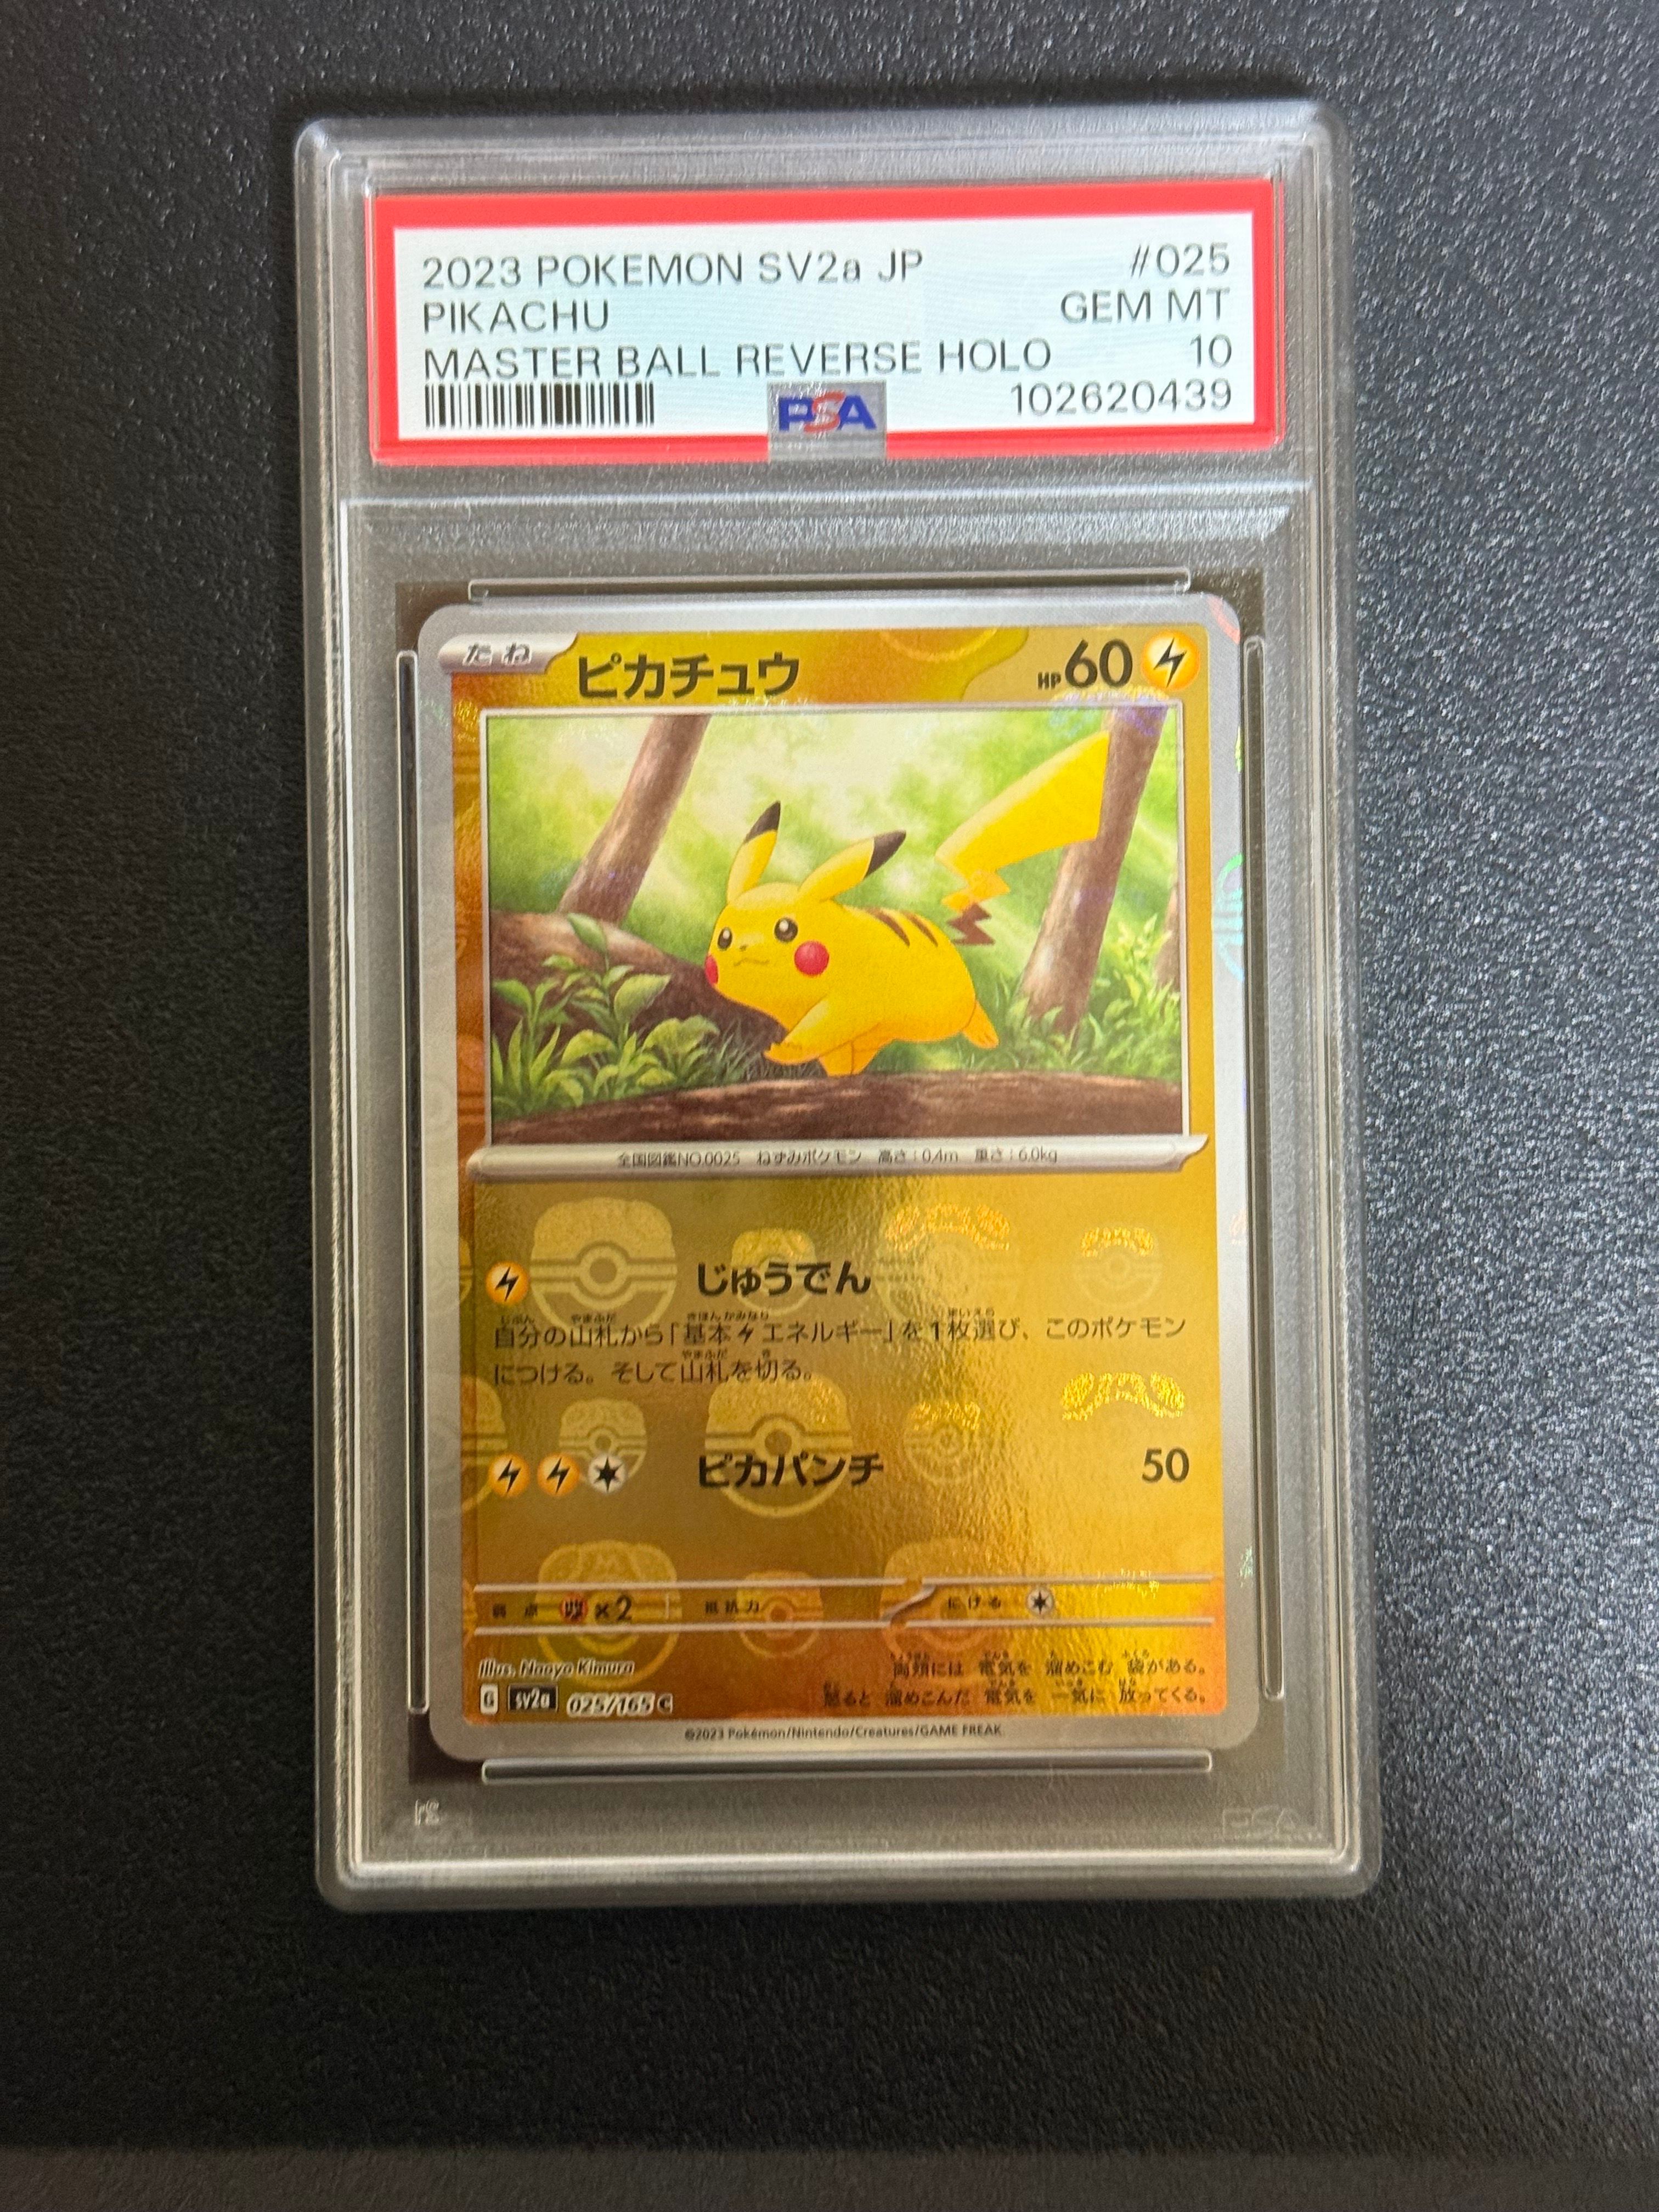 2023 POKEMON SV2a JP #025
PIKACHU GEM MT
MASTER BALL REVERSE HOLO 10
PSA 102620439
たね ピカチュウ HP60
全国図鑑NO.0025 ねずみポケモン 高さ:0.4m 重さ:6.0kg
じゅうでん
自分の山札から「基本エネルギー」を1枚選び、このポケモン
につける。そして山札を切る。
ピカパンチ 50
弱点 ×2 抵抗力 にげる
Illus. Naoyo Kimura
両頬には 電気を 溜めこむ 袋がある。
怒ると 溜めこんだ 電気を 一気に 放ってくる。
G sv2a 025/165 C
©2023 Pokémon/Nintendo/Creatures/GAME FREAK
PSA